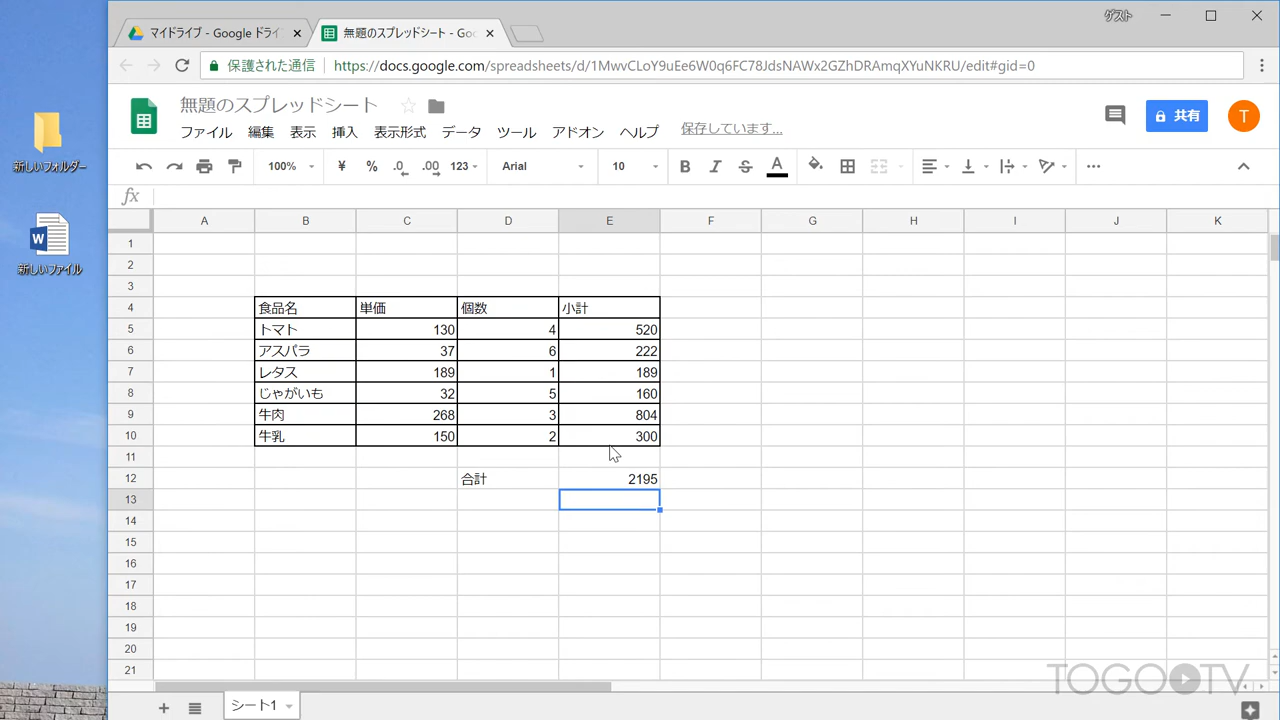 マイドライブ - Google ドライ
無題のスプレッドシート - Goo
ゲスト
保護された通信
https://docs.google.com/spreadsheets/d/1MwvCLoY9uEe6W0q6FC78JdsNAWx2GZhDRAmqXYuNKRU/edit#gid=0
無題のスプレッドシート
ファイル 編集 表示 挿入 表示形式 データ ツール アドオン ヘルプ 保存しています...
共有
T
100% ¥ % .0 .00 123 Arial 10 B I S A
fx
A B C D E F G H I J K
1
2
3
4 食品名 単価 個数 小計
5 トマト 130 4 520
6 アスパラ 37 6 222
7 レタス 189 1 189
8 じゃがいも 32 5 160
9 牛肉 268 3 804
10 牛乳 150 2 300
11
12 合計 2195
13
14
15
16
17
18
19
20
21
シート1
新しいフォルダー
W
新しいファイル
TOGOTV